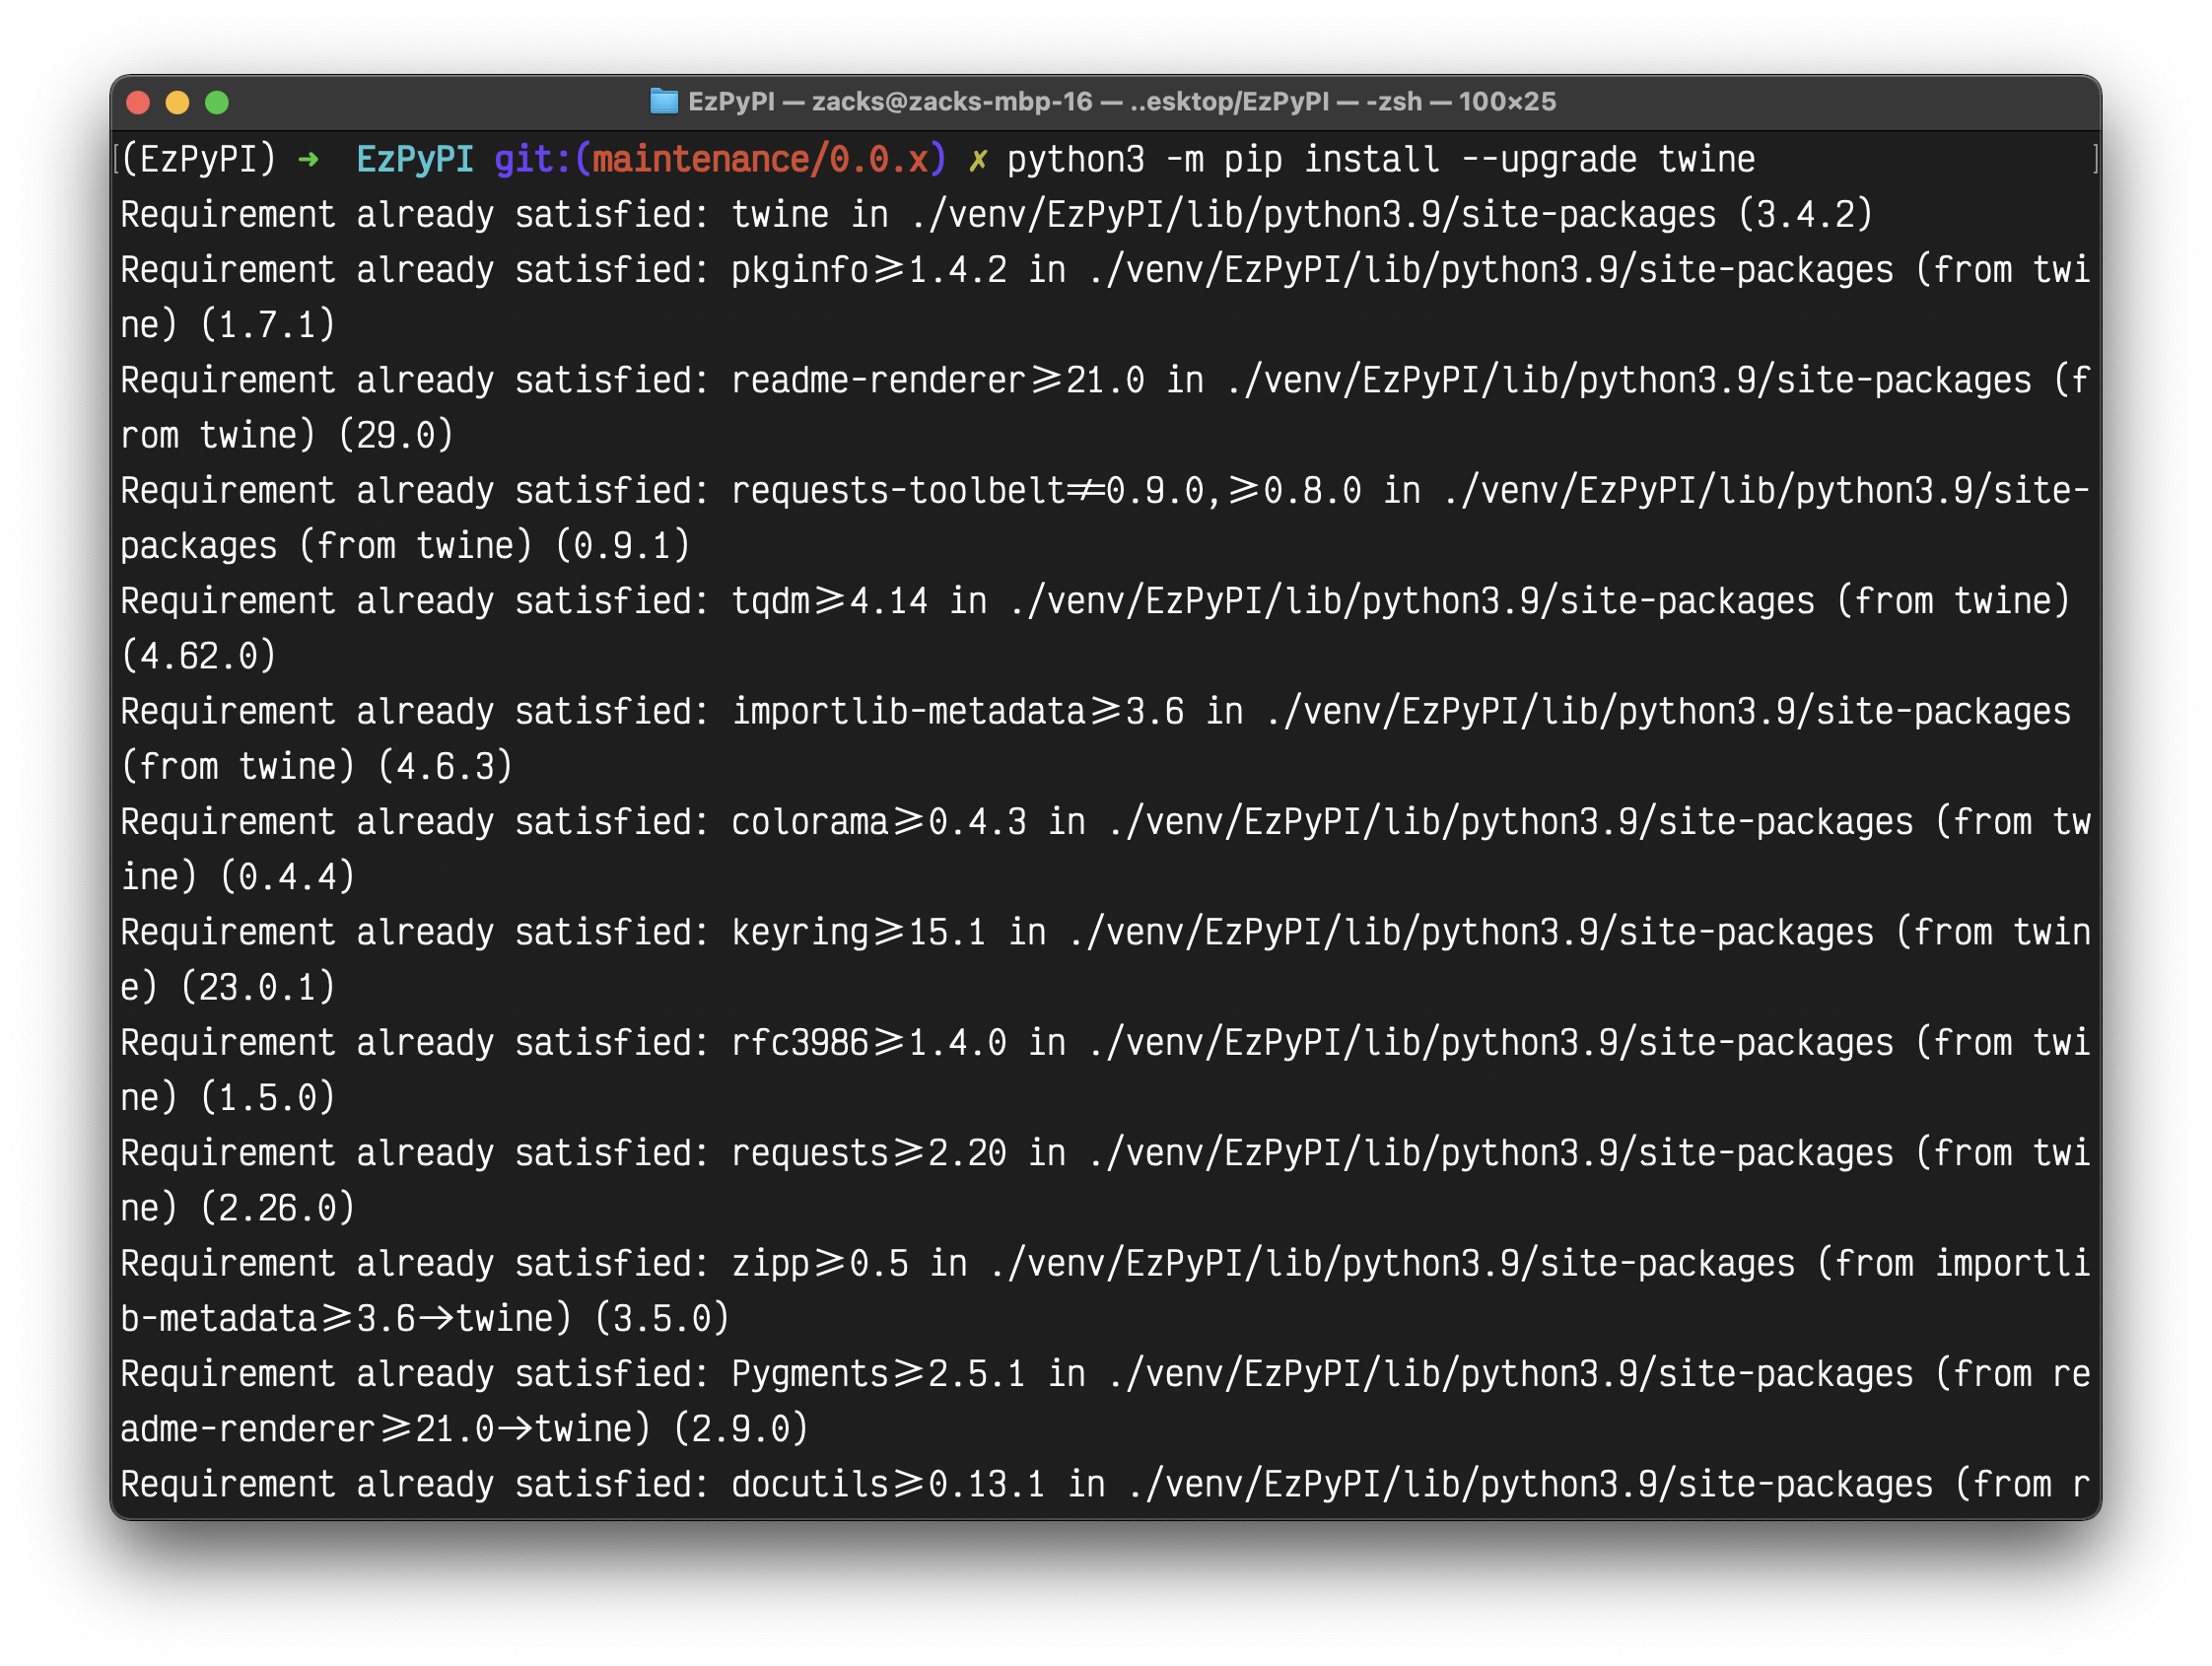 EzPyPI — zacks@zacks-mbp-16 — ..esktop/EzPyPI — -zsh — 100×25
[(EzPyPI) ➜  EzPyPI git:(maintenance/0.0.x) ✗ python3 -m pip install --upgrade twine ]
Requirement already satisfied: twine in ./venv/EzPyPI/lib/python3.9/site-packages (3.4.2)
Requirement already satisfied: pkginfo>=1.4.2 in ./venv/EzPyPI/lib/python3.9/site-packages (from twi
ne) (1.7.1)
Requirement already satisfied: readme-renderer>=21.0 in ./venv/EzPyPI/lib/python3.9/site-packages (f
rom twine) (29.0)
Requirement already satisfied: requests-toolbelt!=0.9.0,>=0.8.0 in ./venv/EzPyPI/lib/python3.9/site-
packages (from twine) (0.9.1)
Requirement already satisfied: tqdm>=4.14 in ./venv/EzPyPI/lib/python3.9/site-packages (from twine)
(4.62.0)
Requirement already satisfied: importlib-metadata>=3.6 in ./venv/EzPyPI/lib/python3.9/site-packages
(from twine) (4.6.3)
Requirement already satisfied: colorama>=0.4.3 in ./venv/EzPyPI/lib/python3.9/site-packages (from tw
ine) (0.4.4)
Requirement already satisfied: keyring>=15.1 in ./venv/EzPyPI/lib/python3.9/site-packages (from twin
e) (23.0.1)
Requirement already satisfied: rfc3986>=1.4.0 in ./venv/EzPyPI/lib/python3.9/site-packages (from twi
ne) (1.5.0)
Requirement already satisfied: requests>=2.20 in ./venv/EzPyPI/lib/python3.9/site-packages (from twi
ne) (2.26.0)
Requirement already satisfied: zipp>=0.5 in ./venv/EzPyPI/lib/python3.9/site-packages (from importli
b-metadata>=3.6->twine) (3.5.0)
Requirement already satisfied: Pygments>=2.5.1 in ./venv/EzPyPI/lib/python3.9/site-packages (from re
adme-renderer>=21.0->twine) (2.9.0)
Requirement already satisfied: docutils>=0.13.1 in ./venv/EzPyPI/lib/python3.9/site-packages (from r